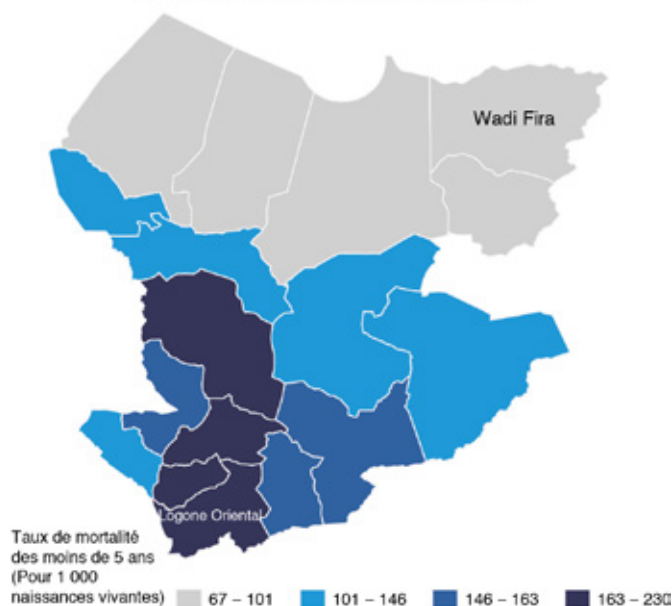 Wadi Fira
Logone Oriental
Taux de mortalité
des moins de 5 ans
(Pour 1 000
naissances vivantes)
67 – 101
101 – 146
146 – 163
163 – 230